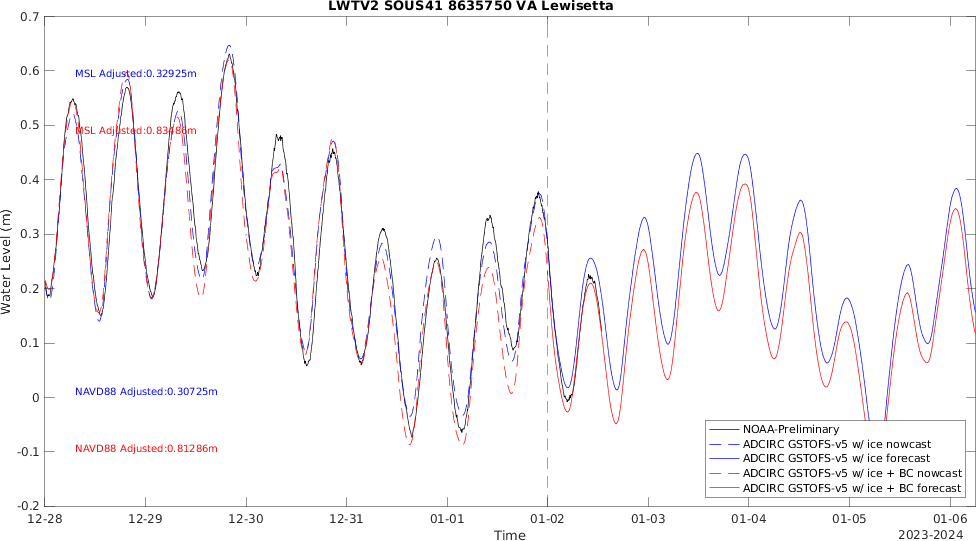 LWTV2 SOUS41 8635750 VA Lewisetta
0.7
0.6
0.5
0.4
0.3
0.2
0.1
0
-0.1
-0.2
Water Level (m)
MSL Adjusted:0.32925m
MSL Adjusted:0.83486m
NAVD88 Adjusted:0.30725m
NAVD88 Adjusted:0.81286m
NOAA-Preliminary
ADCIRC GSTOFS-v5 w/ ice nowcast
ADCIRC GSTOFS-v5 w/ ice forecast
ADCIRC GSTOFS-v5 w/ ice + BC nowcast
ADCIRC GSTOFS-v5 w/ ice + BC forecast
12-28 12-29 12-30 12-31 01-01 01-02 01-03 01-04 01-05 01-06
Time
2023-2024